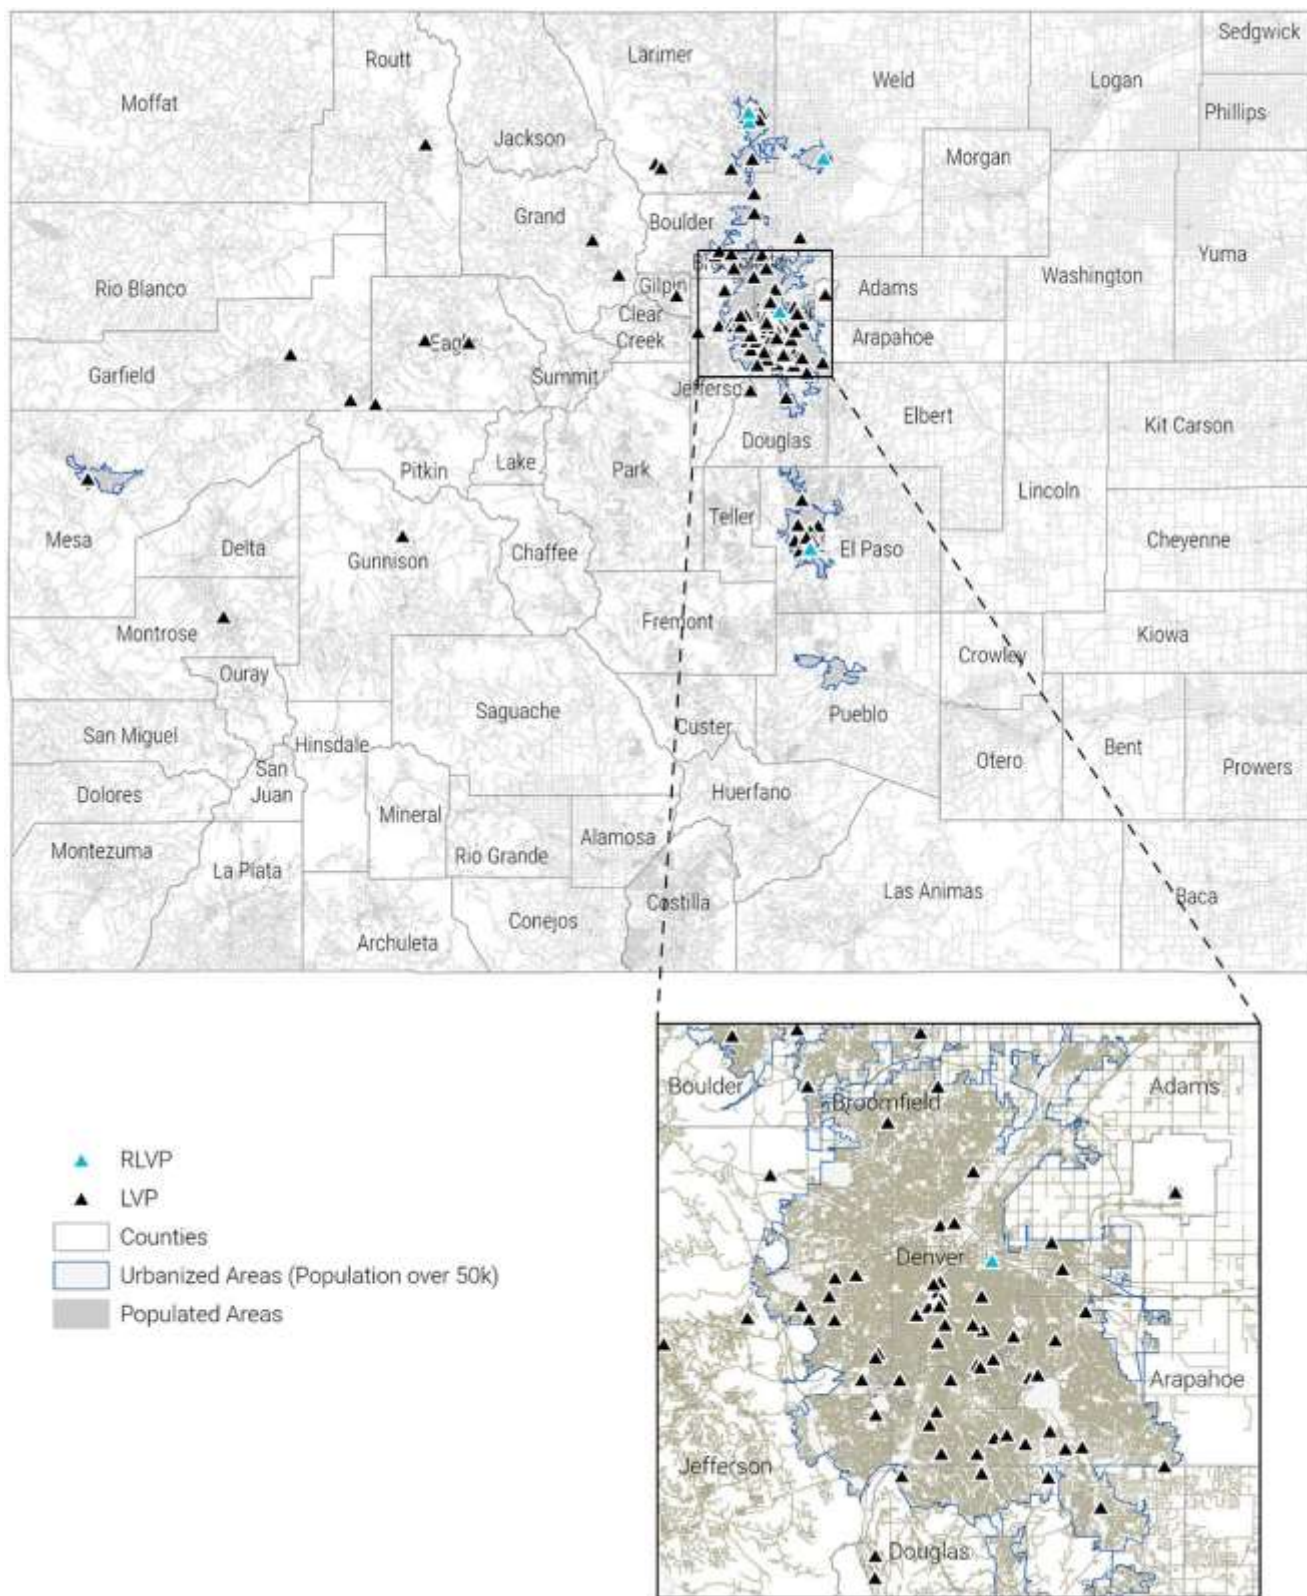 Sedgwick
Routt
Larimer
Weld
Logan
Moffat
Phillips
Jackson
Morgan
Grand
Boulder
Yuma
Washington
Rio Blanco
Gilpin
Adams
Clear
Creek
Eagle
Arapahoe
Garfield
Summit
Jefferso
Elbert
Kit Carson
Douglas
Pitkin
Lake
Park
Lincoln
Teller
Mesa
Delta
Gunnison
Chaffee
El Paso
Cheyenne
Fremont
Montrose
Kiowa
Ouray
Crowley
Saguache
Pueblo
San Miguel
Hinsdale
Custer
Bent
Otero
San
Juan
Dolores
Huerfano
Prowers
Mineral
Alamosa
Montezuma
Rio Grande
La Plata
Las Animas
Baca
Costilla
Conejos
Archuleta
Boulder
Adams
Broomfield
RLVP
LVP
Counties
Denver
Urbanized Areas (Population over 50k)
Populated Areas
Arapahoe
Jefferson
Douglas